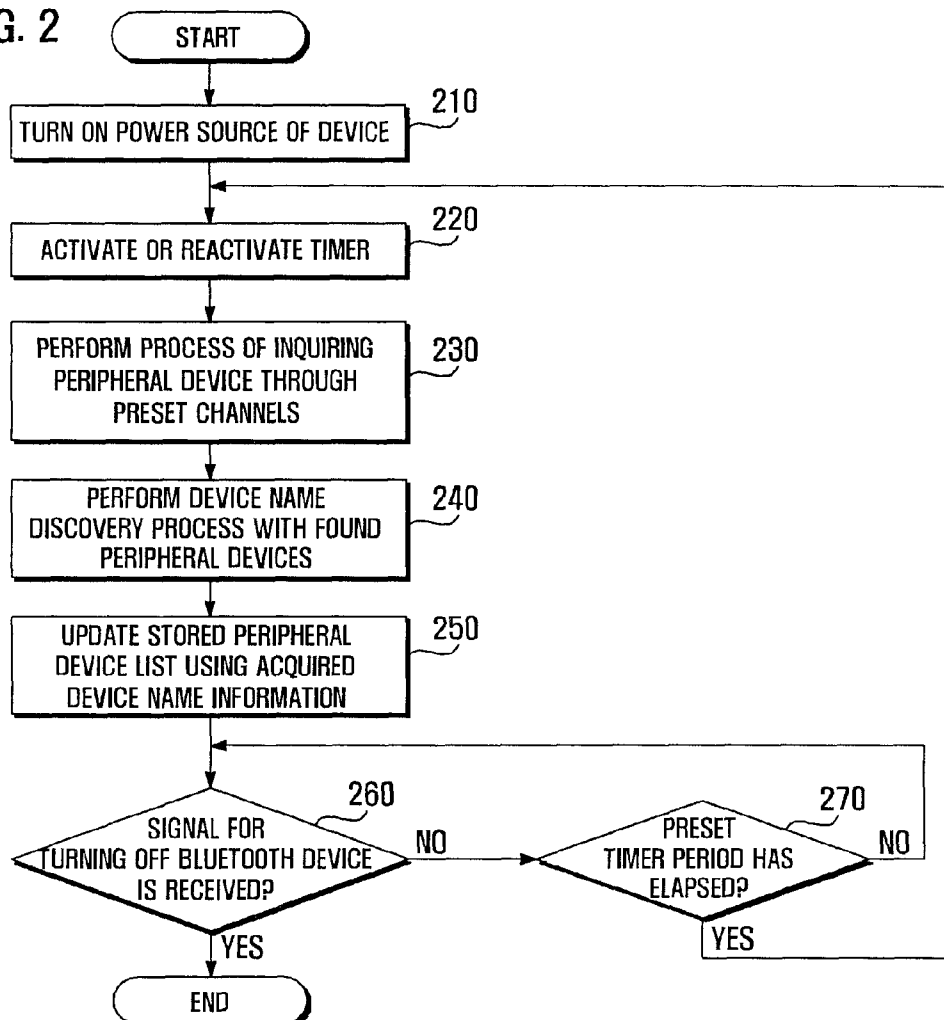 G. 2
START
210
TURN ON POWER SOURCE OF DEVICE
220
ACTIVATE OR REACTIVATE TIMER
230
PERFORM PROCESS OF INQUIRING
PERIPHERAL DEVICE THROUGH
PRESET CHANNELS
240
PERFORM DEVICE NAME
DISCOVERY PROCESS WITH FOUND
PERIPHERAL DEVICES
250
UPDATE STORED PERIPHERAL
DEVICE LIST USING ACQUIRED
DEVICE NAME INFORMATION
260
SIGNAL FOR
TURNING OFF BLUETOOTH DEVICE
IS RECEIVED?
NO
YES
270
PRESET
TIMER PERIOD HAS
ELAPSED?
NO
YES
END